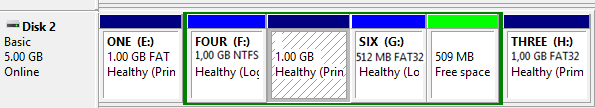 Disk 2
Basic
5.00 GB
Online
ONE (E:)
1.00 GB FAT
Healthy (Prin
FOUR (F:)
1,00 GB NTFS
Healthy (Log
1.00 GB
Healthy (Prin
SIX (G:)
512 MB FAT32
Healthy (Log
509 MB
Free space
THREE (H:)
1,00 GB FAT32
Healthy (Prim